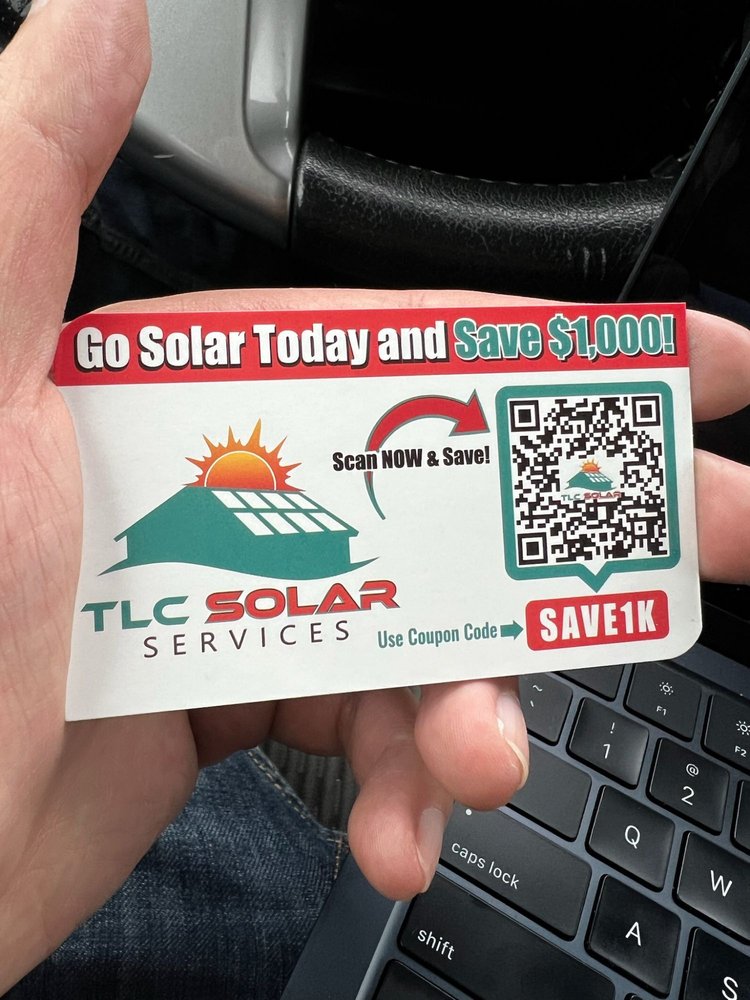 Go Solar Today and Save $1,000!
Scan NOW & Save!
TLC SOLAR
TLC SOLAR
SERVICES
Use Coupon Code
SAVE1K
~
`
F1
F2
!
1
@
2
Q
W
caps lock
A
S
shift